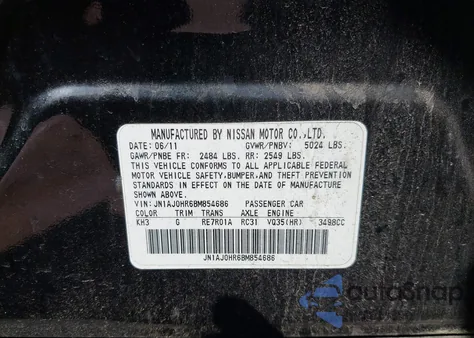 MANUFACTURED BY NISSAN MOTOR CO.,LTD.
DATE: 06/11 GVWR/PNBV: 5024 LBS.
GAWR/PNBE FR: 2484 LBS. RR: 2549 LBS.
THIS VEHICLE CONFORMS TO ALL APPLICABLE FEDERAL
MOTOR VEHICLE SAFETY,BUMPER,AND THEFT PREVENTION
STANDARDS IN EFFECT ON THE DATE OF MANUFACTURE
SHOWN ABOVE.
VIN: JN1AJ0HR6BM854686 PASSENGER CAR
COLOR TRIM TRANS AXLE ENGINE
KH3 G RE7R01A RC31 VQ35(HR) 3498CC
JN1AJ0HR6BM854686
AutoSnap